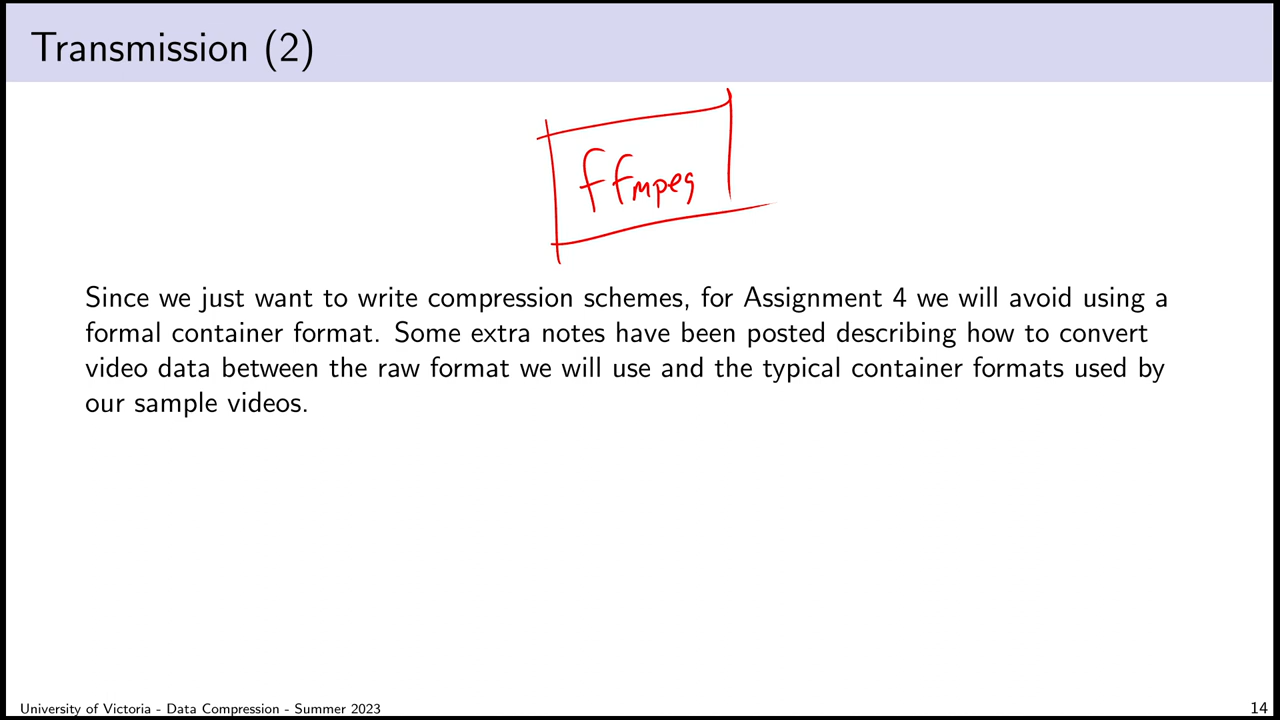 Transmission (2)
ffmpeg
Since we just want to write compression schemes, for Assignment 4 we will avoid using a
formal container format. Some extra notes have been posted describing how to convert
video data between the raw format we will use and the typical container formats used by
our sample videos.
University of Victoria - Data Compression - Summer 2023
14